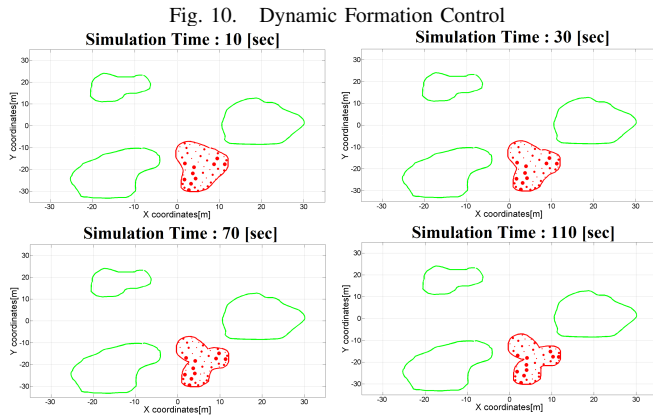 Fig. 10. Dynamic Formation Control
Simulation Time : 10 [sec]
Y coordinates[m]
30
20
10
0
-10
-20
-30
-30 -20 -10 0 10 20 30
X coordinates[m]
Simulation Time : 30 [sec]
Y coordinates[m]
30
20
10
0
-10
-20
-30
-30 -20 -10 0 10 20 30
X coordinates[m]
Simulation Time : 70 [sec]
Y coordinates[m]
30
20
10
0
-10
-20
-30
-30 -20 -10 0 10 20 30
X coordinates[m]
Simulation Time : 110 [sec]
Y coordinates[m]
30
20
10
0
-10
-20
-30
-30 -20 -10 0 10 20 30
X coordinates[m]